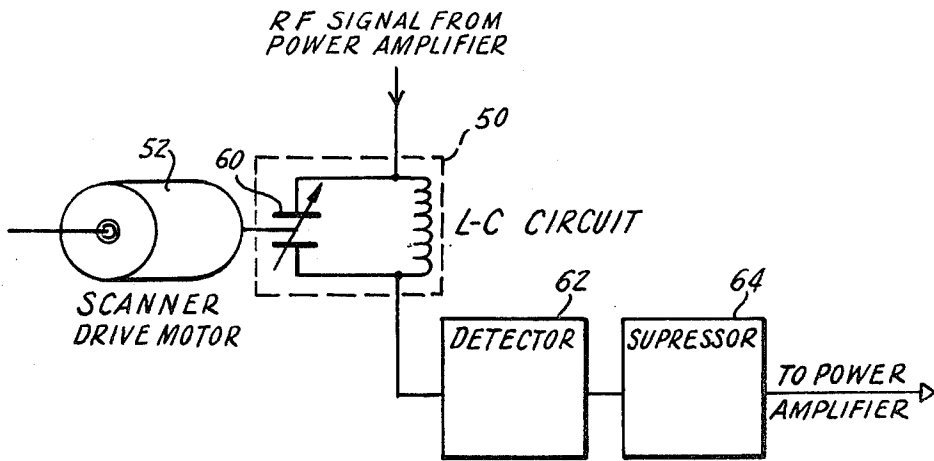 RF SIGNAL FROM
POWER AMPLIFIER
50
52
60
L-C CIRCUIT
SCANNER
DRIVE MOTOR
62
64
DETECTOR
SUPRESSOR
TO POWER
AMPLIFIER